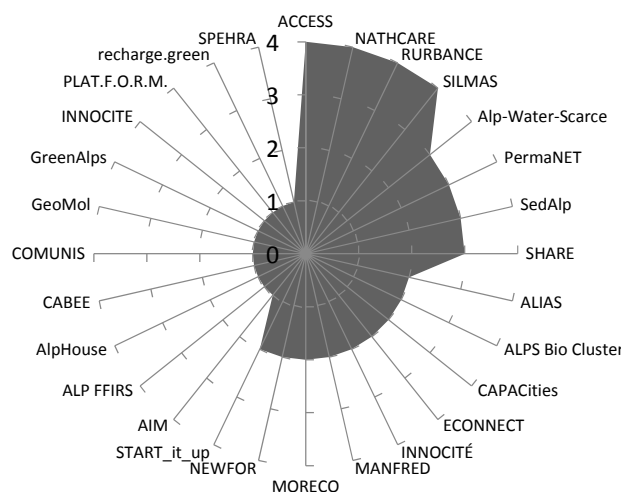 ACCESS
NATHCARE
RURBANCE
SILMAS
Alp-Water-Scarce
PermaNET
SedAlp
SHARE
ALIAS
ALPS Bio Cluster
CAPACities
ECONNECT
INNOCITÉ
MANFRED
MORECO
NEWFOR
START_it_up
AIM
ALP FFIRS
AlpHouse
CABEE
COMUNIS
GeoMol
GreenAlps
INNOCITE
PLAT.F.O.R.M.
recharge.green
SPEHRA
4
3
2
1
0